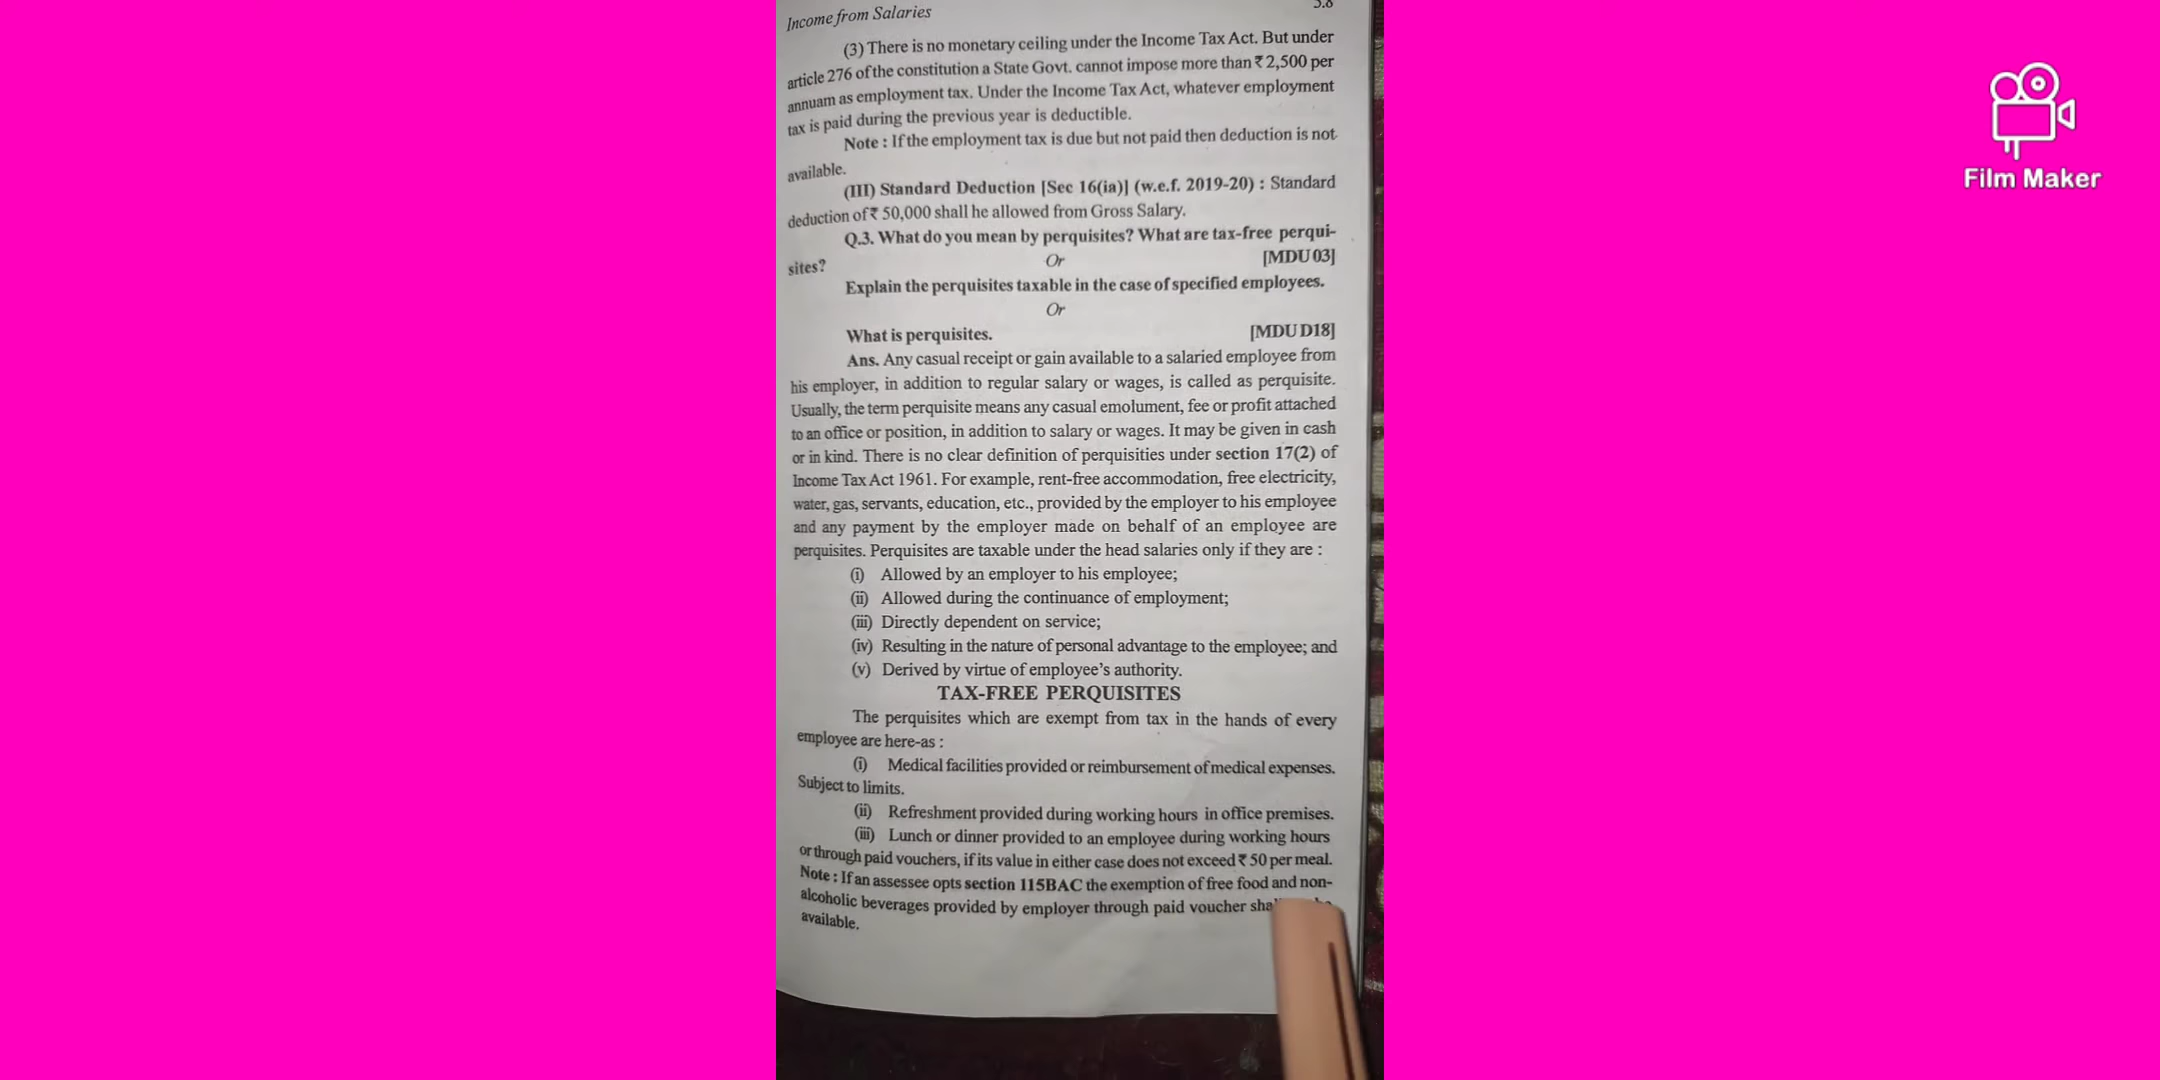 Income from Salaries
3.8
(3) There is no monetary ceiling under the Income Tax Act. But under
article 276 of the constitution a State Govt. cannot impose more than ₹ 2,500 per
annuam as employment tax. Under the Income Tax Act, whatever employment
tax is paid during the previous year is deductible.
Note : If the employment tax is due but not paid then deduction is not
available.
(III) Standard Deduction [Sec 16(ia)] (w.e.f. 2019-20) : Standard
deduction of ₹ 50,000 shall he allowed from Gross Salary.
Q.3. What do you mean by perquisites? What are tax-free perqui-
sites? [MDU 03]
Or
Explain the perquisites taxable in the case of specified employees.
Or
What is perquisites. [MDU D18]
Ans. Any casual receipt or gain available to a salaried employee from
his employer, in addition to regular salary or wages, is called as perquisite.
Usually, the term perquisite means any casual emolument, fee or profit attached
to an office or position, in addition to salary or wages. It may be given in cash
or in kind. There is no clear definition of perquisities under section 17(2) of
Income Tax Act 1961. For example, rent-free accommodation, free electricity,
water, gas, servants, education, etc., provided by the employer to his employee
and any payment by the employer made on behalf of an employee are
perquisites. Perquisites are taxable under the head salaries only if they are :
(i) Allowed by an employer to his employee;
(ii) Allowed during the continuance of employment;
(iii) Directly dependent on service;
(iv) Resulting in the nature of personal advantage to the employee; and
(v) Derived by virtue of employee's authority.
TAX-FREE PERQUISITES
The perquisites which are exempt from tax in the hands of every
employee are here-as :
(i) Medical facilities provided or reimbursement of medical expenses.
Subject to limits.
(ii) Refreshment provided during working hours in office premises.
(iii) Lunch or dinner provided to an employee during working hours
or through paid vouchers, if its value in either case does not exceed ₹ 50 per meal.
Note : If an assessee opts section 115BAC the exemption of free food and non-
alcoholic beverages provided by employer through paid voucher
available.
Film Maker